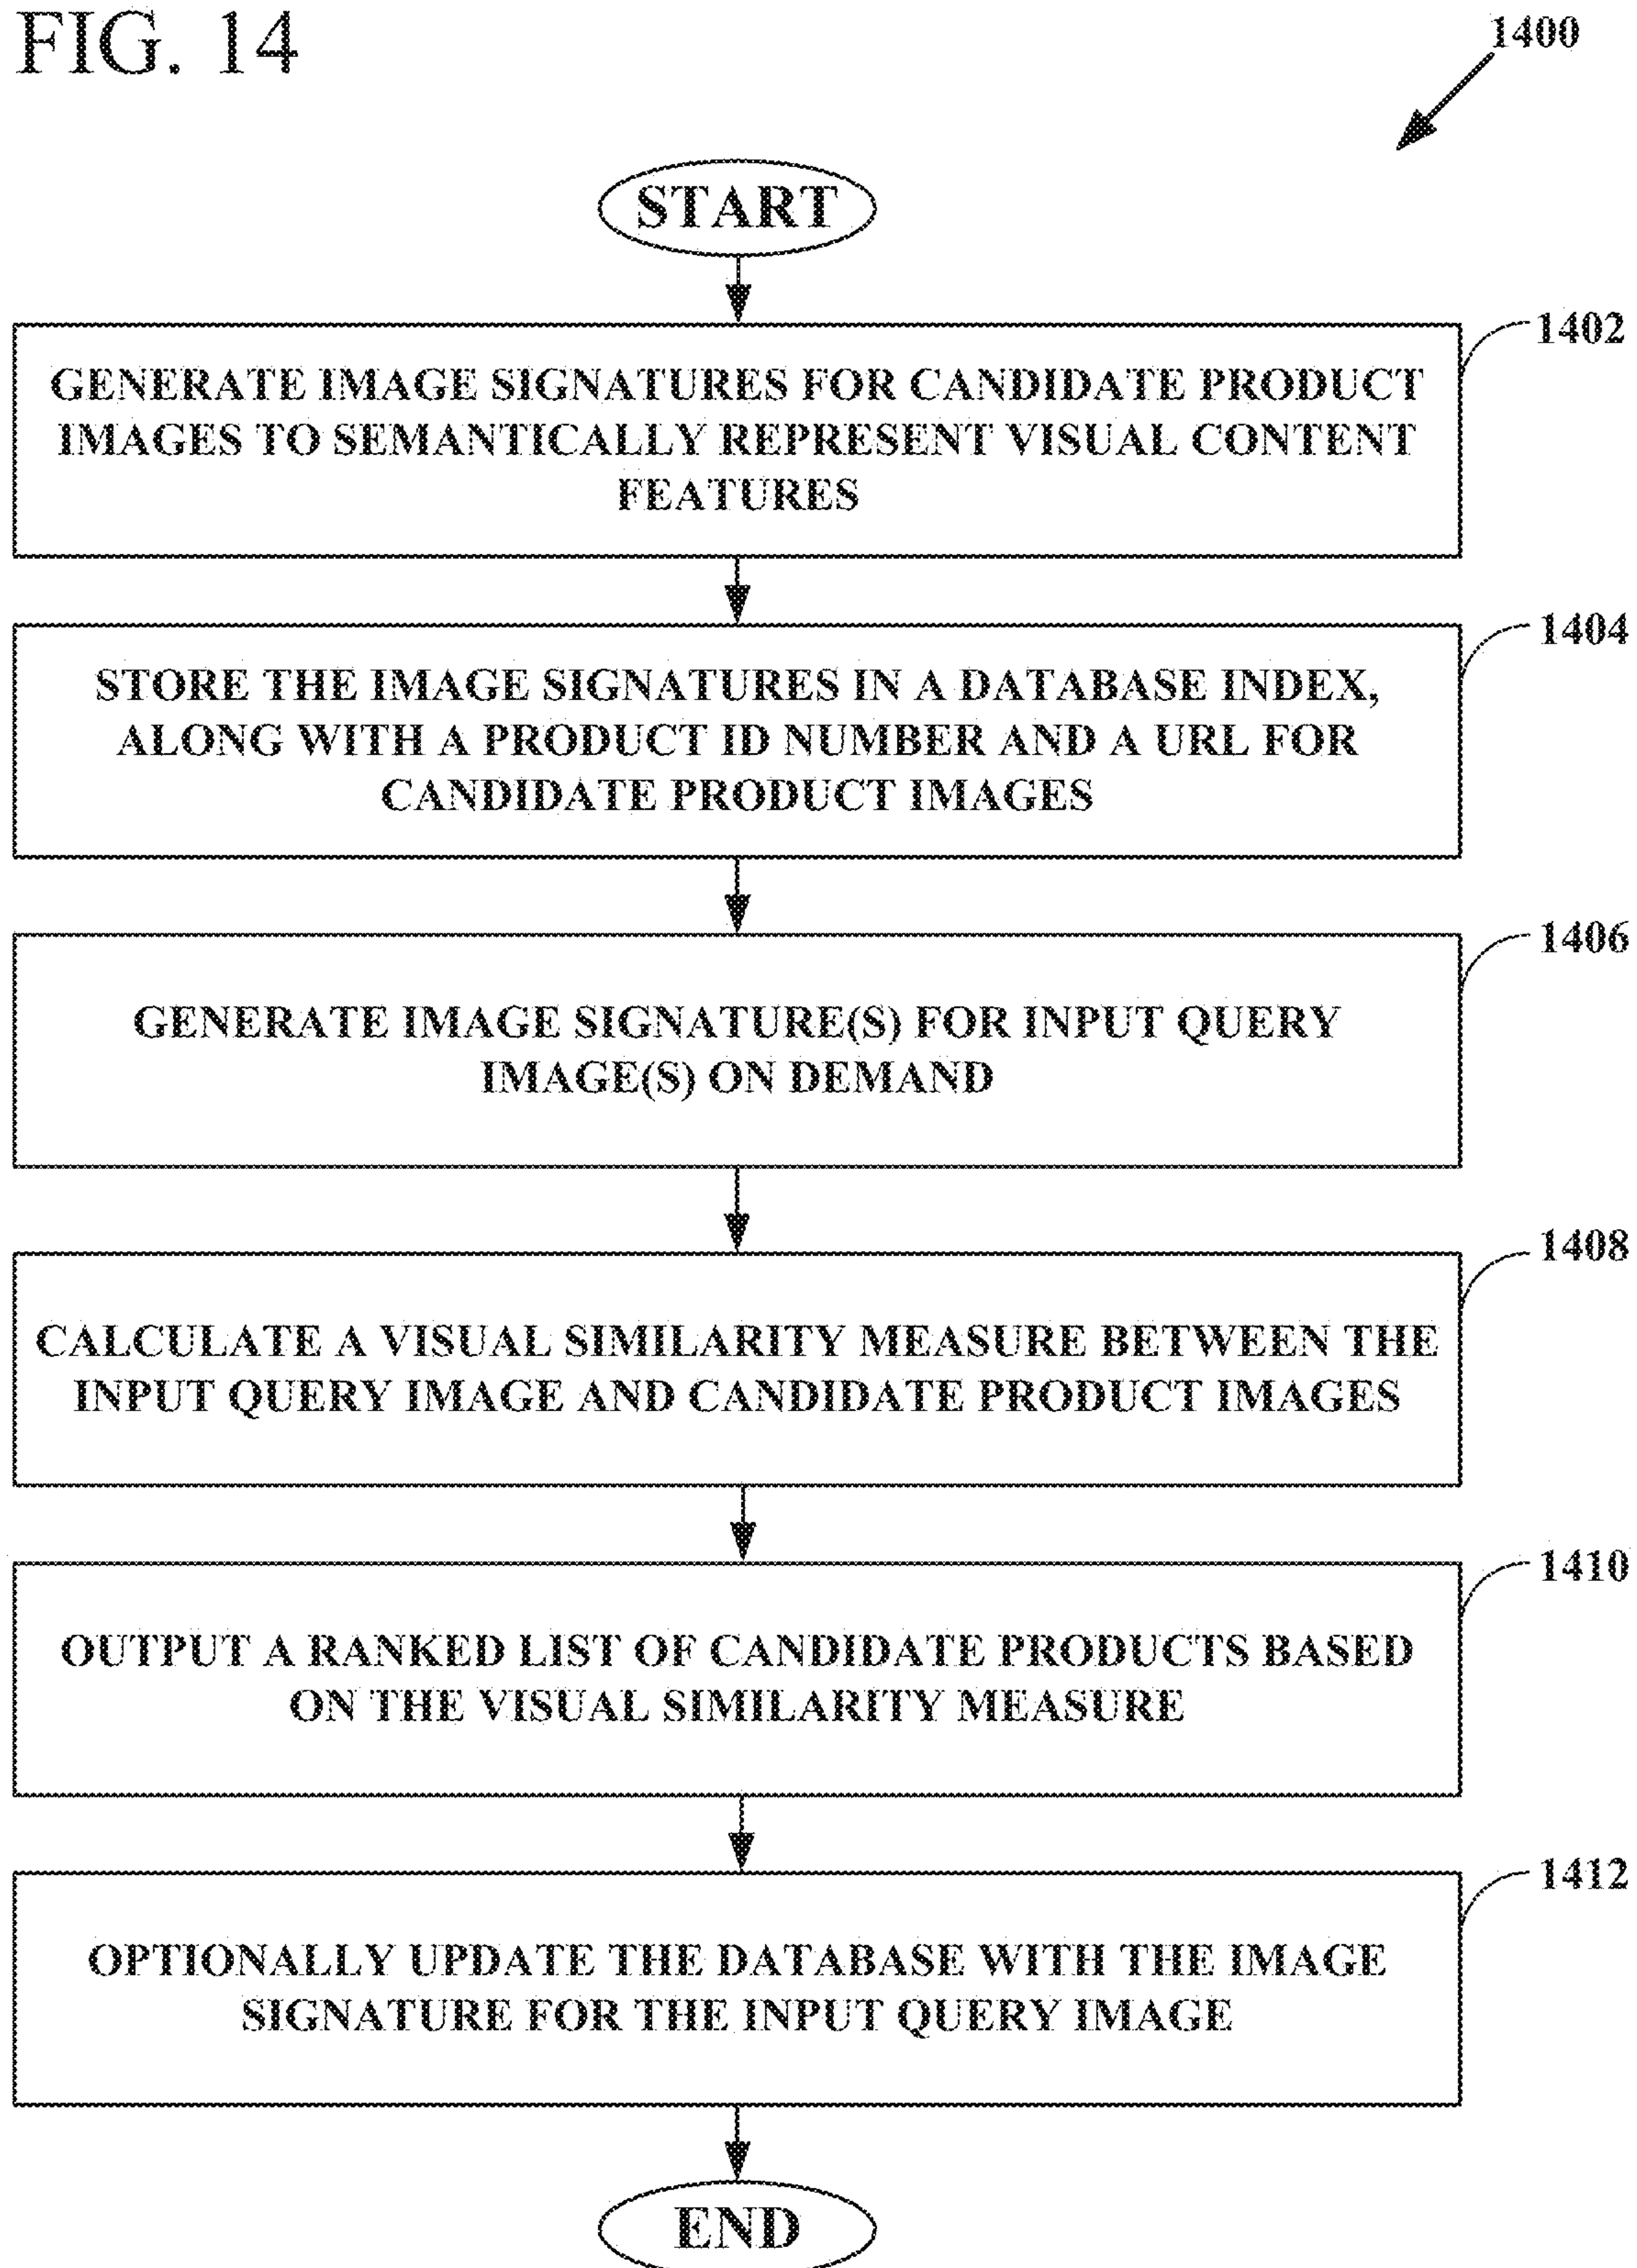 FIG. 14
1400
START
1402
GENERATE IMAGE SIGNATURES FOR CANDIDATE PRODUCT
IMAGES TO SEMANTICALLY REPRESENT VISUAL CONTENT
FEATURES
1404
STORE THE IMAGE SIGNATURES IN A DATABASE INDEX,
ALONG WITH A PRODUCT ID NUMBER AND A URL FOR
CANDIDATE PRODUCT IMAGES
1406
GENERATE IMAGE SIGNATURE(S) FOR INPUT QUERY
IMAGE(S) ON DEMAND
1408
CALCULATE A VISUAL SIMILARITY MEASURE BETWEEN THE
INPUT QUERY IMAGE AND CANDIDATE PRODUCT IMAGES
1410
OUTPUT A RANKED LIST OF CANDIDATE PRODUCTS BASED
ON THE VISUAL SIMILARITY MEASURE
1412
OPTIONALLY UPDATE THE DATABASE WITH THE IMAGE
SIGNATURE FOR THE INPUT QUERY IMAGE
END